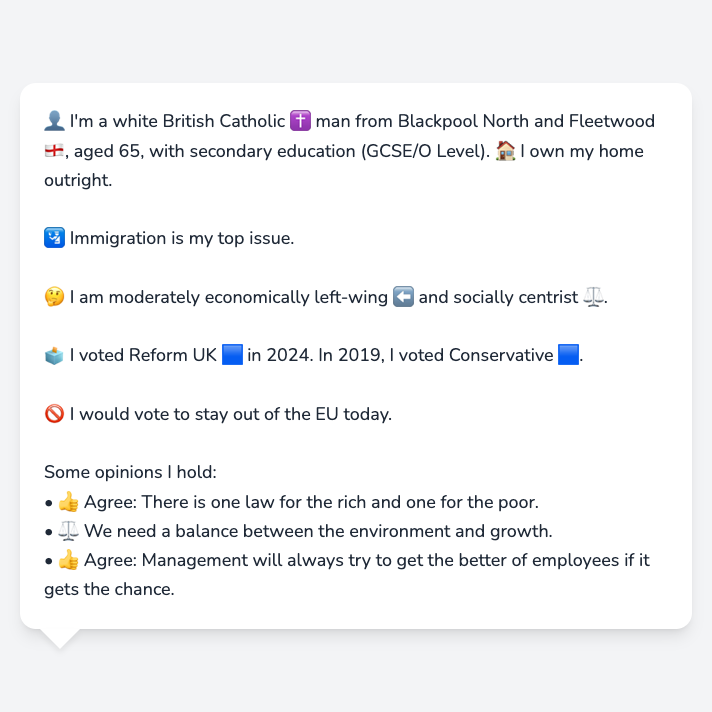 👤 I'm a white British Catholic ✝️ man from Blackpool North and Fleetwood
🏴󠁧󠁢󠁥󠁮󠁧󠁿, aged 65, with secondary education (GCSE/O Level). 🏠 I own my home
outright.
🛂 Immigration is my top issue.
🤔 I am moderately economically left-wing ⬅️ and socially centrist ⚖️.
🗳️ I voted Reform UK 🟦 in 2024. In 2019, I voted Conservative 🟦.
🚫 I would vote to stay out of the EU today.
Some opinions I hold:
• 👍 Agree: There is one law for the rich and one for the poor.
• ⚖️ We need a balance between the environment and growth.
• 👍 Agree: Management will always try to get the better of employees if it
gets the chance.